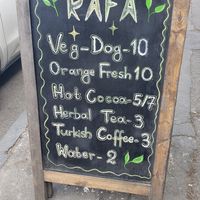 RAFA
Veg-Dog-10
Orange Fresh 10
Hot Cocoa-5/7
Herbal Tea-3
Turkish Coffee-3
Water-2